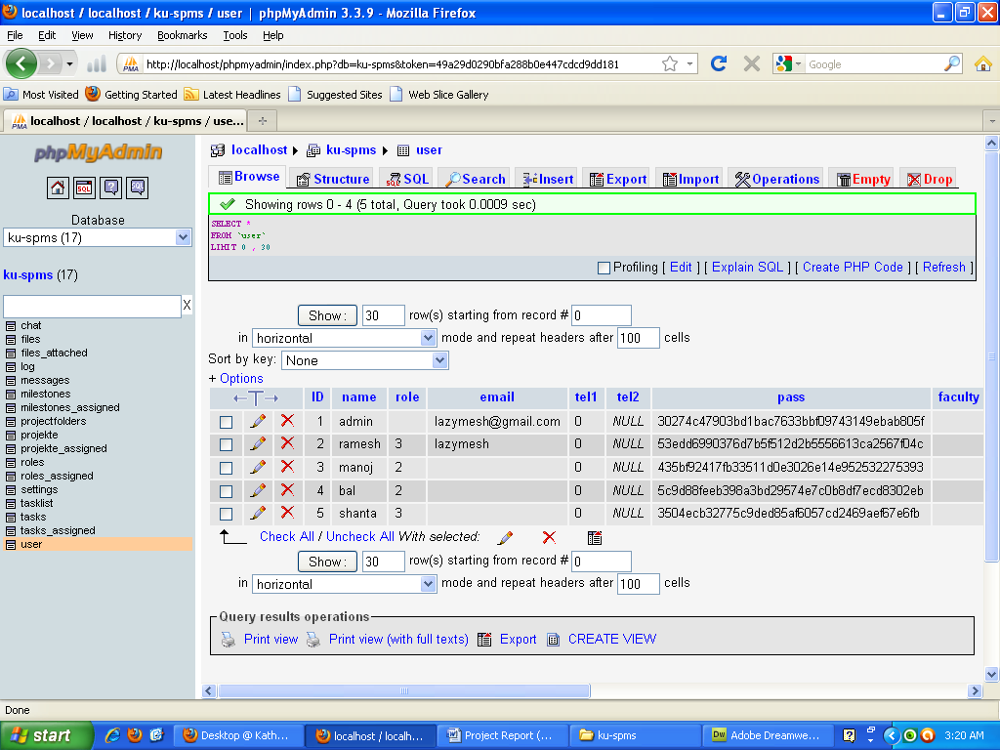 localhost / localhost / ku-spms / user | phpMyAdmin 3.3.9 - Mozilla Firefox
File Edit View History Bookmarks Tools Help
PMA http://localhost/phpmyadmin/index.php?db=ku-spms&token=49a29d0290bfa288b0e447cdcd9dd181 Google
Most Visited Getting Started Latest Headlines Suggested Sites Web Slice Gallery
PMA localhost / localhost / ku-spms / use...
phpMyAdmin
SQL
Database
ku-spms (17)
ku-spms (17)
X
chat
files
files_attached
log
messages
milestones
milestones_assigned
projectfolders
projekte
projekte_assigned
roles
roles_assigned
settings
tasklist
tasks
tasks_assigned
user
localhost ku-spms user
Browse Structure SQL Search Insert Export Import Operations Empty Drop
Showing rows 0 - 4 (5 total, Query took 0.0009 sec)
SELECT *
FROM `user`
LIMIT 0 , 30
Profiling [ Edit ] [ Explain SQL ] [ Create PHP Code ] [ Refresh ]
Show : 30 row(s) starting from record # 0
in horizontal mode and repeat headers after 100 cells
Sort by key: None
+ Options
←T→ ID name role email tel1 tel2 pass faculty
1 admin lazymesh@gmail.com 0 NULL 30274c47903bd1bac7633bbf09743149ebab805f
2 ramesh 3 lazymesh 0 NULL 53edd6990376d7b5f512d2b5556613ca2567f04c
3 manoj 2 0 NULL 435bf92417fb33511d0e3026e14e952532275393
4 bal 2 0 NULL 5c9d88feeb398a3bd29574e7c0b8df7ecd8302eb
5 shanta 3 0 NULL 3504ecb32775c9ded85af6057cd2469aef67e6fb
Check All / Uncheck All With selected:
Show : 30 row(s) starting from record # 0
in horizontal mode and repeat headers after 100 cells
Query results operations
Print view Print view (with full texts) Export CREATE VIEW
Done
start Desktop @ Kath... localhost / localh... Project Report (... ku-spms Adobe Dreamwe... 3:20 AM